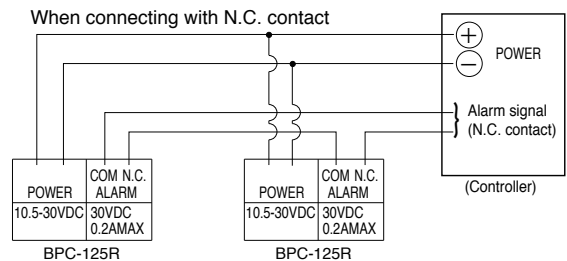 When connecting with N.C. contact
+
−
POWER
Alarm signal
(N.C. contact)
(Controller)
POWER
COM N.C.
ALARM
10.5-30VDC
30VDC
0.2AMAX
BPC-125R
POWER
COM N.C.
ALARM
10.5-30VDC
30VDC
0.2AMAX
BPC-125R